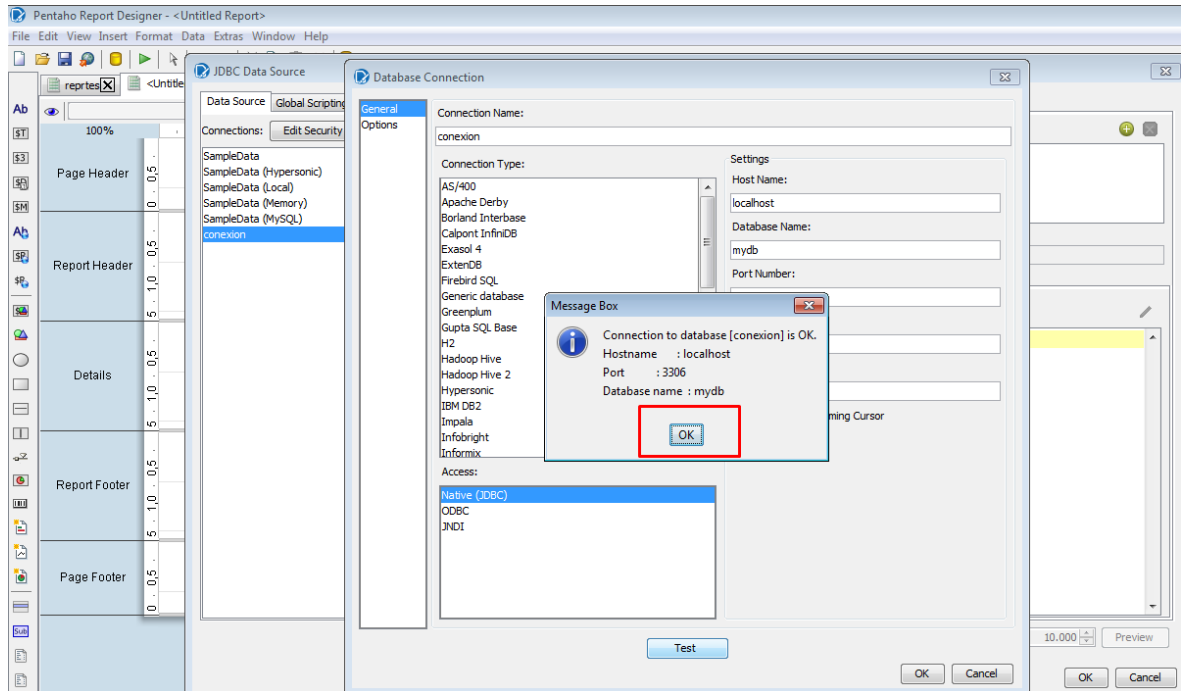 Pentaho Report Designer - <Untitled Report>
File Edit View Insert Format Data Extras Window Help
reprtes
<Untitle
100%
Page Header
Report Header
Details
Report Footer
Page Footer
JDBC Data Source
Data Source Global Scripting
Connections: Edit Security
SampleData
SampleData (Hypersonic)
SampleData (Local)
SampleData (Memory)
SampleData (MySQL)
conexion
Database Connection
General
Options
Connection Name:
conexion
Connection Type:
AS/400
Apache Derby
Borland Interbase
Calpont InfiniDB
Exasol 4
ExtenDB
Firebird SQL
Generic database
Greenplum
Gupta SQL Base
H2
Hadoop Hive
Hadoop Hive 2
Hypersonic
IBM DB2
Impala
Infobright
Informix
Access:
Native (JDBC)
ODBC
JNDI
Settings
Host Name:
localhost
Database Name:
mydb
Port Number:
ming Cursor
Message Box
Connection to database [conexion] is OK.
Hostname : localhost
Port : 3306
Database name : mydb
OK
Test
OK Cancel
10.000 Preview
OK Cancel